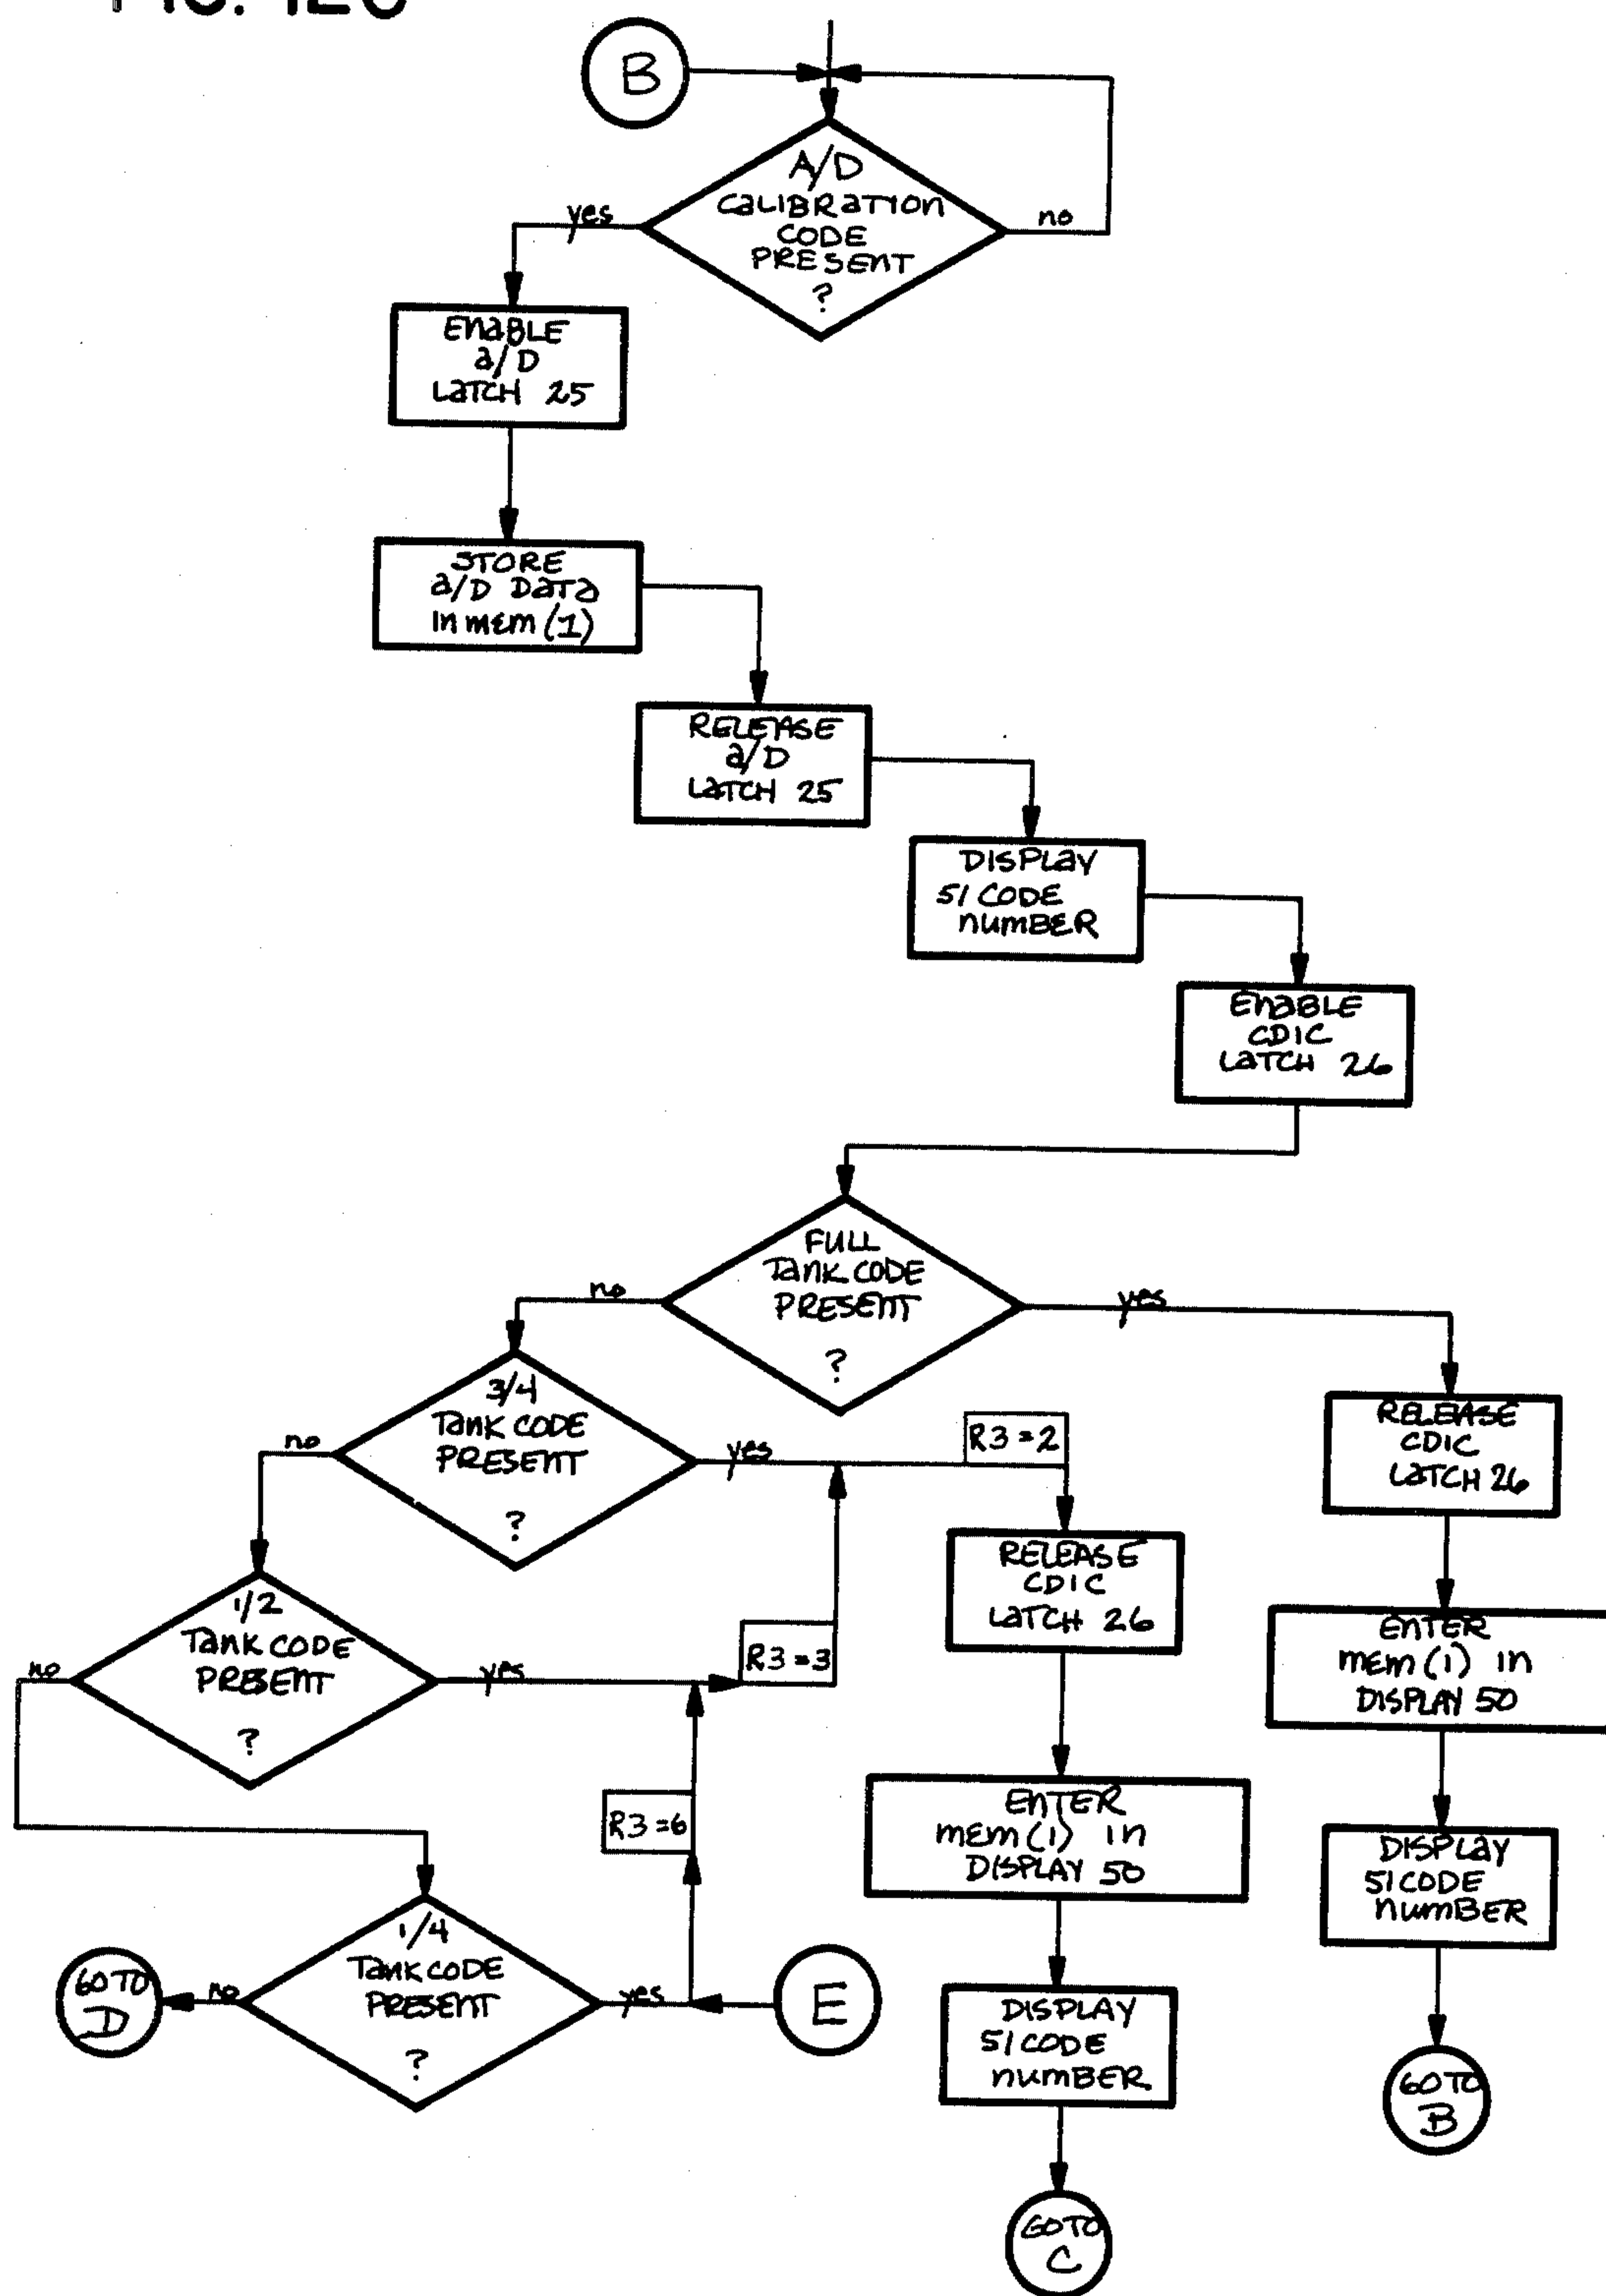 B
A/D
CALIBRATION
CODE
PRESENT
?
yes
no
ENABLE
a/D
LATCH 25
STORE
a/D DATA
IN MEM (1)
RELEASE
a/D
LATCH 25
DISPLAY
51 CODE
NUMBER
ENABLE
CDIC
LATCH 26
FULL
TANK CODE
PRESENT
?
no
yes
3/4
TANK CODE
PRESENT
?
no
yes
R3=2
RELEASE
CDIC
LATCH 26
RELEASE
CDIC
LATCH 26
1/2
TANK CODE
PRESENT
?
no
yes
R3=3
ENTER
MEM (1) IN
DISPLAY 50
R3=6
ENTER
MEM (1) IN
DISPLAY 50
DISPLAY
51 CODE
NUMBER
1/4
TANK CODE
PRESENT
?
no
yes
GO TO
D
E
DISPLAY
51 CODE
NUMBER
GO TO
B
GO TO
C